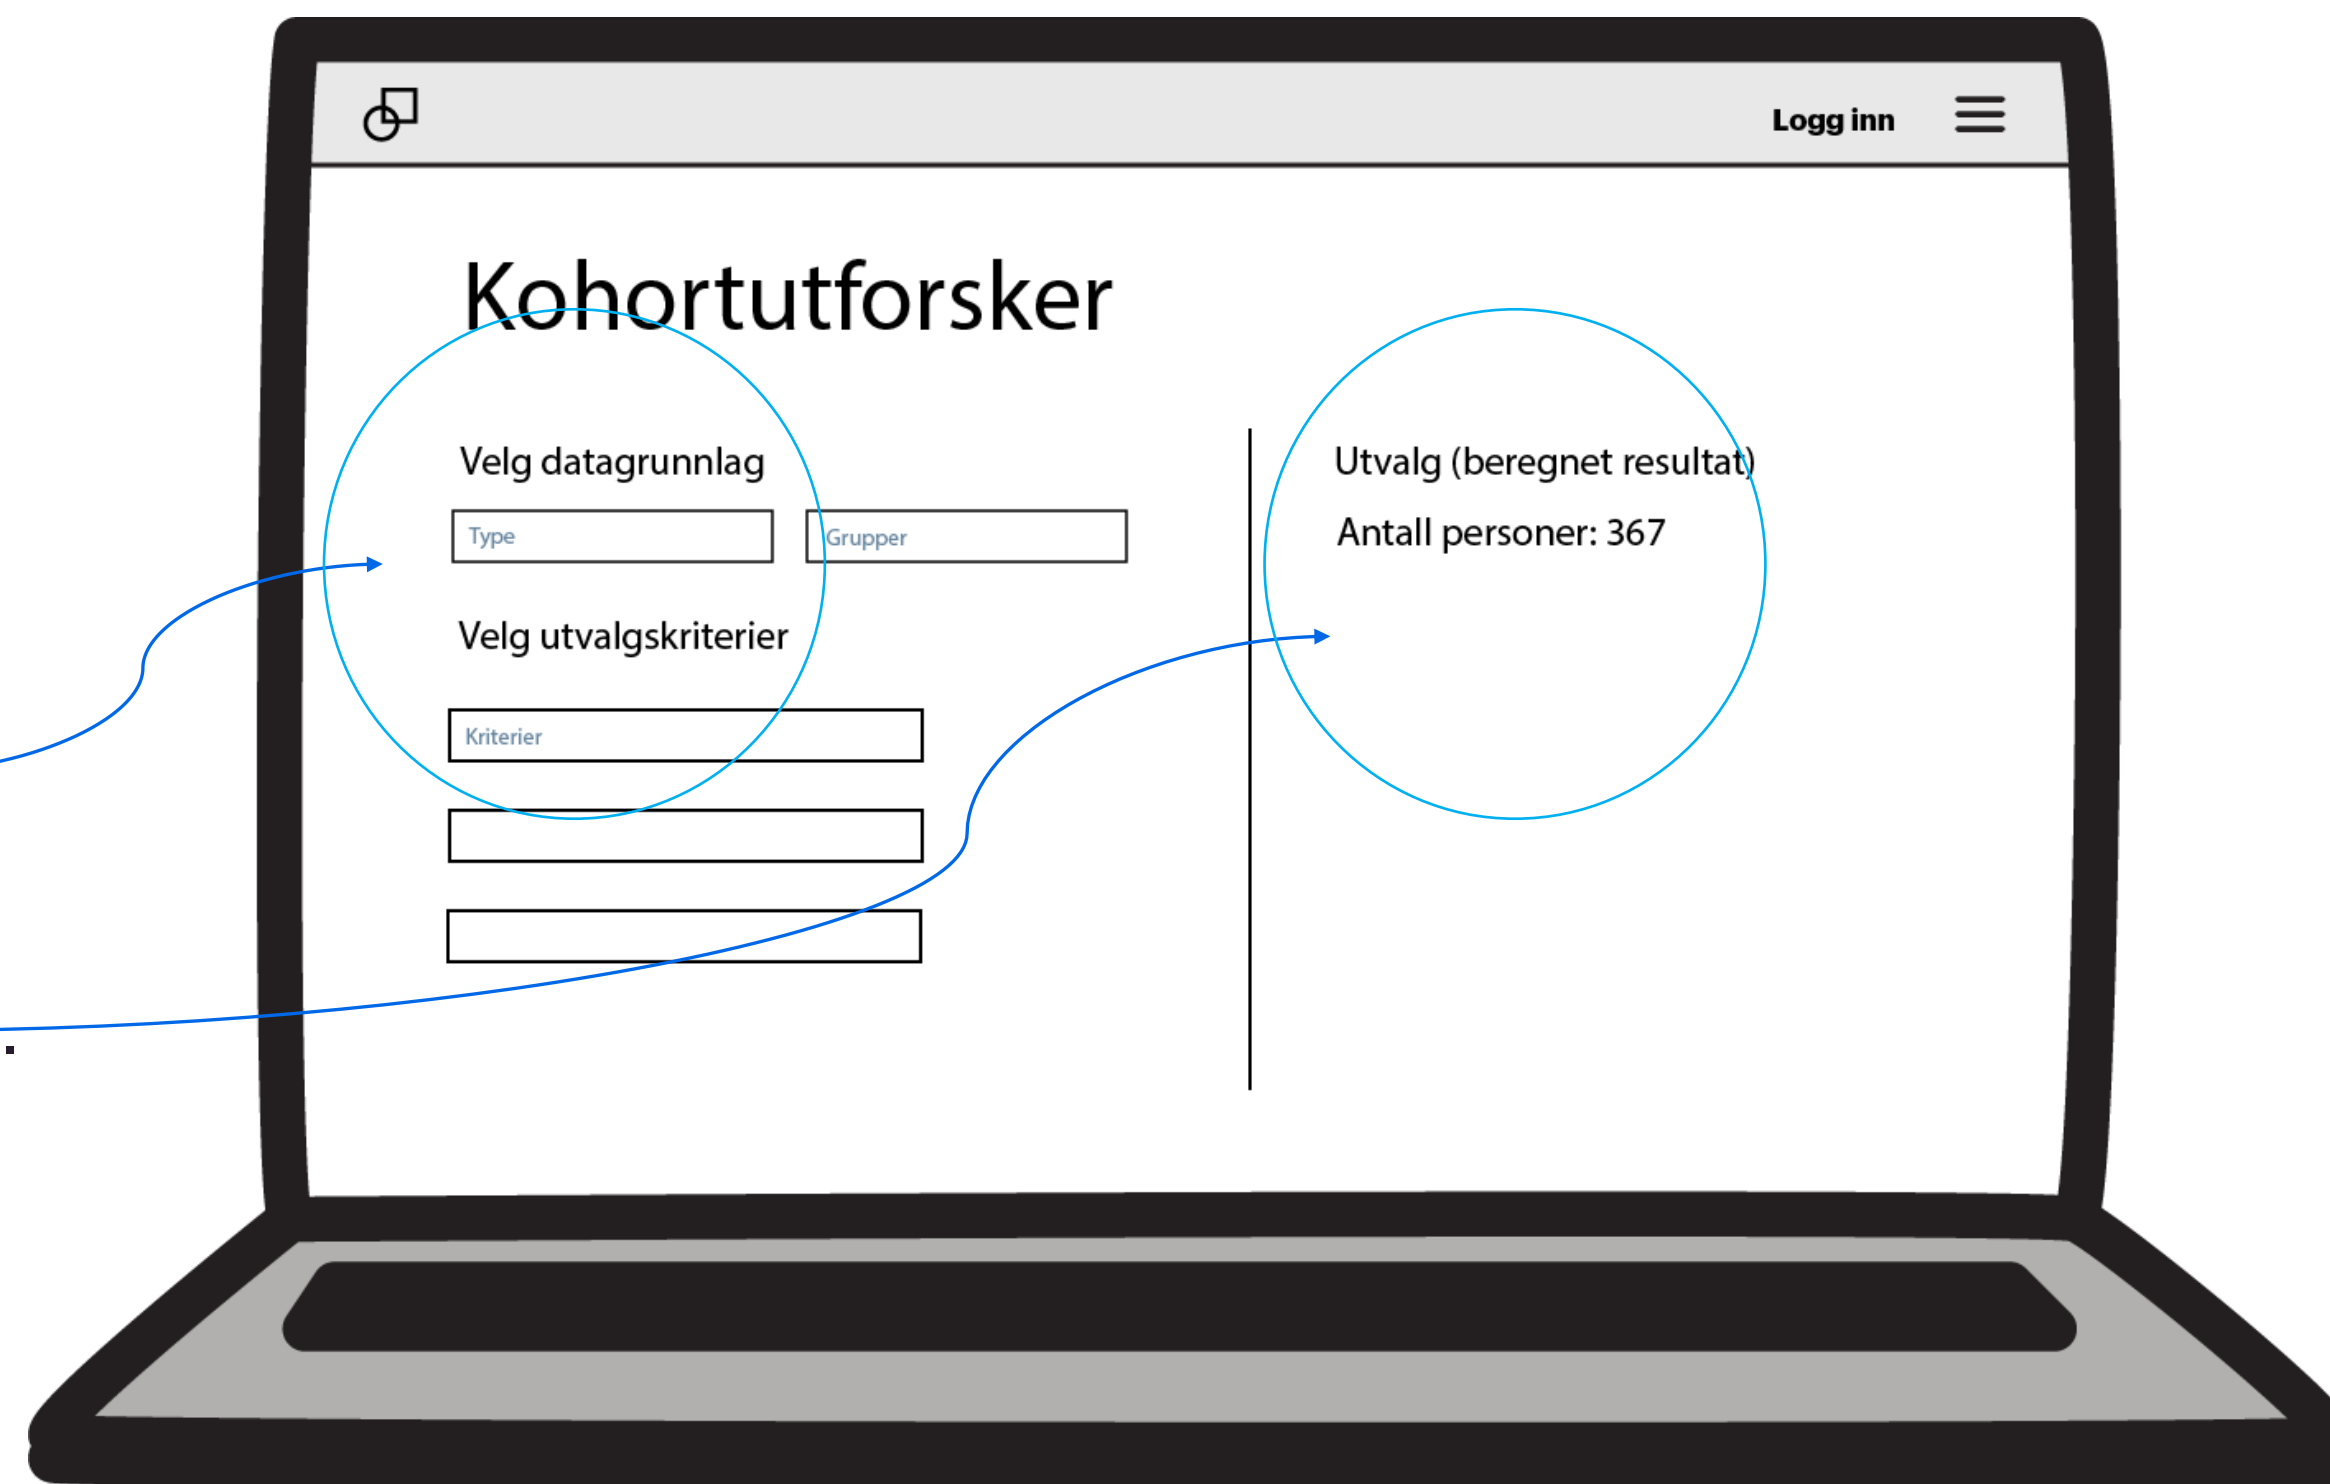 Logg inn
Kohortutforsker
Velg datagrunnlag
Type
Grupper
Velg utvalgskriterier
Kriterier
Utvalg (beregnet resultat)
Antall personer: 367